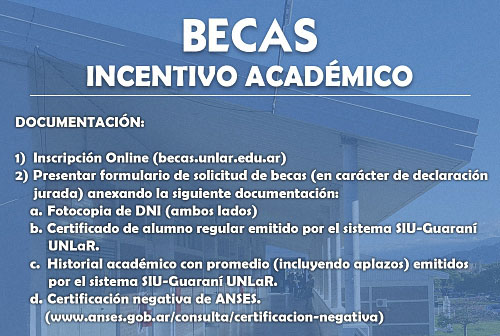 BECAS
INCENTIVO ACADÉMICO
DOCUMENTACIÓN:
1) Inscripción Online (becas.unlar.edu.ar)
2) Presentar formulario de solicitud de becas (en carácter de declaración
jurada) anexando la siguiente documentación:
a. Fotocopia de DNI (ambos lados)
b. Certificado de alumno regular emitido por el sistema SIU-Guaraní
UNLaR.
c. Historial académico con promedio (incluyendo aplazos) emitidos
por el sistema SIU-Guaraní UNLaR.
d. Certificación negativa de ANSES.
(www.anses.gob.ar/consulta/certificacion-negativa)